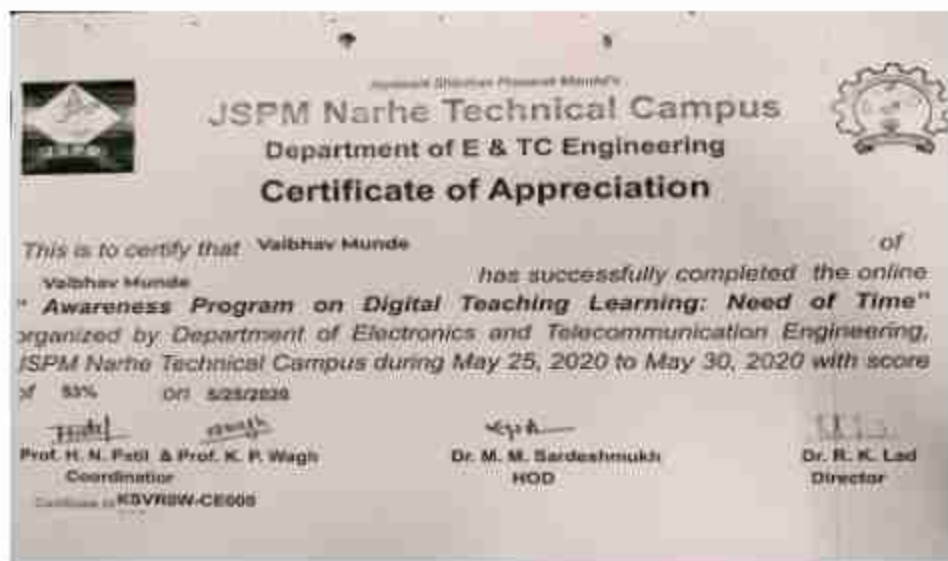 JSPM Narhe Technical Campus
Department of E & TC Engineering
Certificate of Appreciation
This is to certify that Vaibhav Munde of
Vaibhav Munde has successfully completed the online
" Awareness Program on Digital Teaching Learning: Need of Time"
organized by Department of Electronics and Telecommunication Engineering,
JSPM Narhe Technical Campus during May 25, 2020 to May 30, 2020 with score
of 53% on 5/25/2020
Prof. H. N. Patil & Prof. K. P. Wagh Dr. M. M. Sardeshmukh Dr. R. K. Lad
Coordinator HOD Director